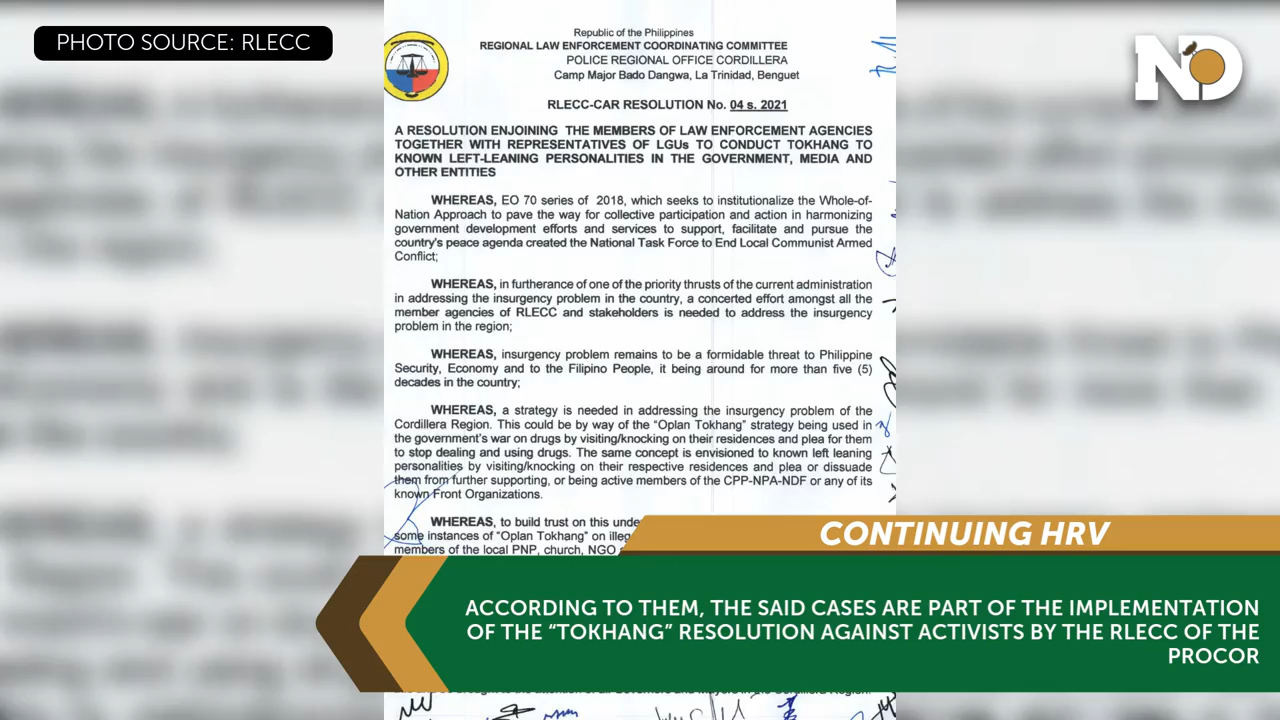 PHOTO SOURCE: RLECC
ND
Republic of the Philippines
REGIONAL LAW ENFORCEMENT COORDINATING COMMITTEE
POLICE REGIONAL OFFICE CORDILLERA
Camp Major Bado Dangwa, La Trinidad, Benguet
RLECC-CAR RESOLUTION No. 04 s. 2021
A RESOLUTION ENJOINING THE MEMBERS OF LAW ENFORCEMENT AGENCIES
TOGETHER WITH REPRESENTATIVES OF LGUs TO CONDUCT TOKHANG TO
KNOWN LEFT-LEANING PERSONALITIES IN THE GOVERNMENT, MEDIA AND
OTHER ENTITIES
WHEREAS, EO 70 series of 2018, which seeks to institutionalize the Whole-of-
Nation Approach to pave the way for collective participation and action in harmonizing
government development efforts and services to support, facilitate and pursue the
country's peace agenda created the National Task Force to End Local Communist Armed
Conflict;
WHEREAS, in furtherance of one of the priority thrusts of the current administration
in addressing the insurgency problem in the country, a concerted effort amongst all the
member agencies of RLECC and stakeholders is needed to address the insurgency
problem in the region;
WHEREAS, insurgency problem remains to be a formidable threat to Philippine
Security, Economy and to the Filipino People, it being around for more than five (5)
decades in the country;
WHEREAS, a strategy is needed in addressing the insurgency problem of the
Cordillera Region. This could be by way of the "Oplan Tokhang" strategy being used in
the government's war on drugs by visiting/knocking on their residences and plea for them
to stop dealing and using drugs. The same concept is envisioned to known left leaning
personalities by visiting/knocking on their respective residences and plea or dissuade
them from further supporting, or being active members of the CPP-NPA-NDF or any of its
known Front Organizations.
WHEREAS, to build trust on this
some instances of "Oplan Tokhang" on
members of the local PNP, church, NGO
CONTINUING HRV
ACCORDING TO THEM, THE SAID CASES ARE PART OF THE IMPLEMENTATION
OF THE “TOKHANG” RESOLUTION AGAINST ACTIVISTS BY THE RLECC OF THE
PROCOR